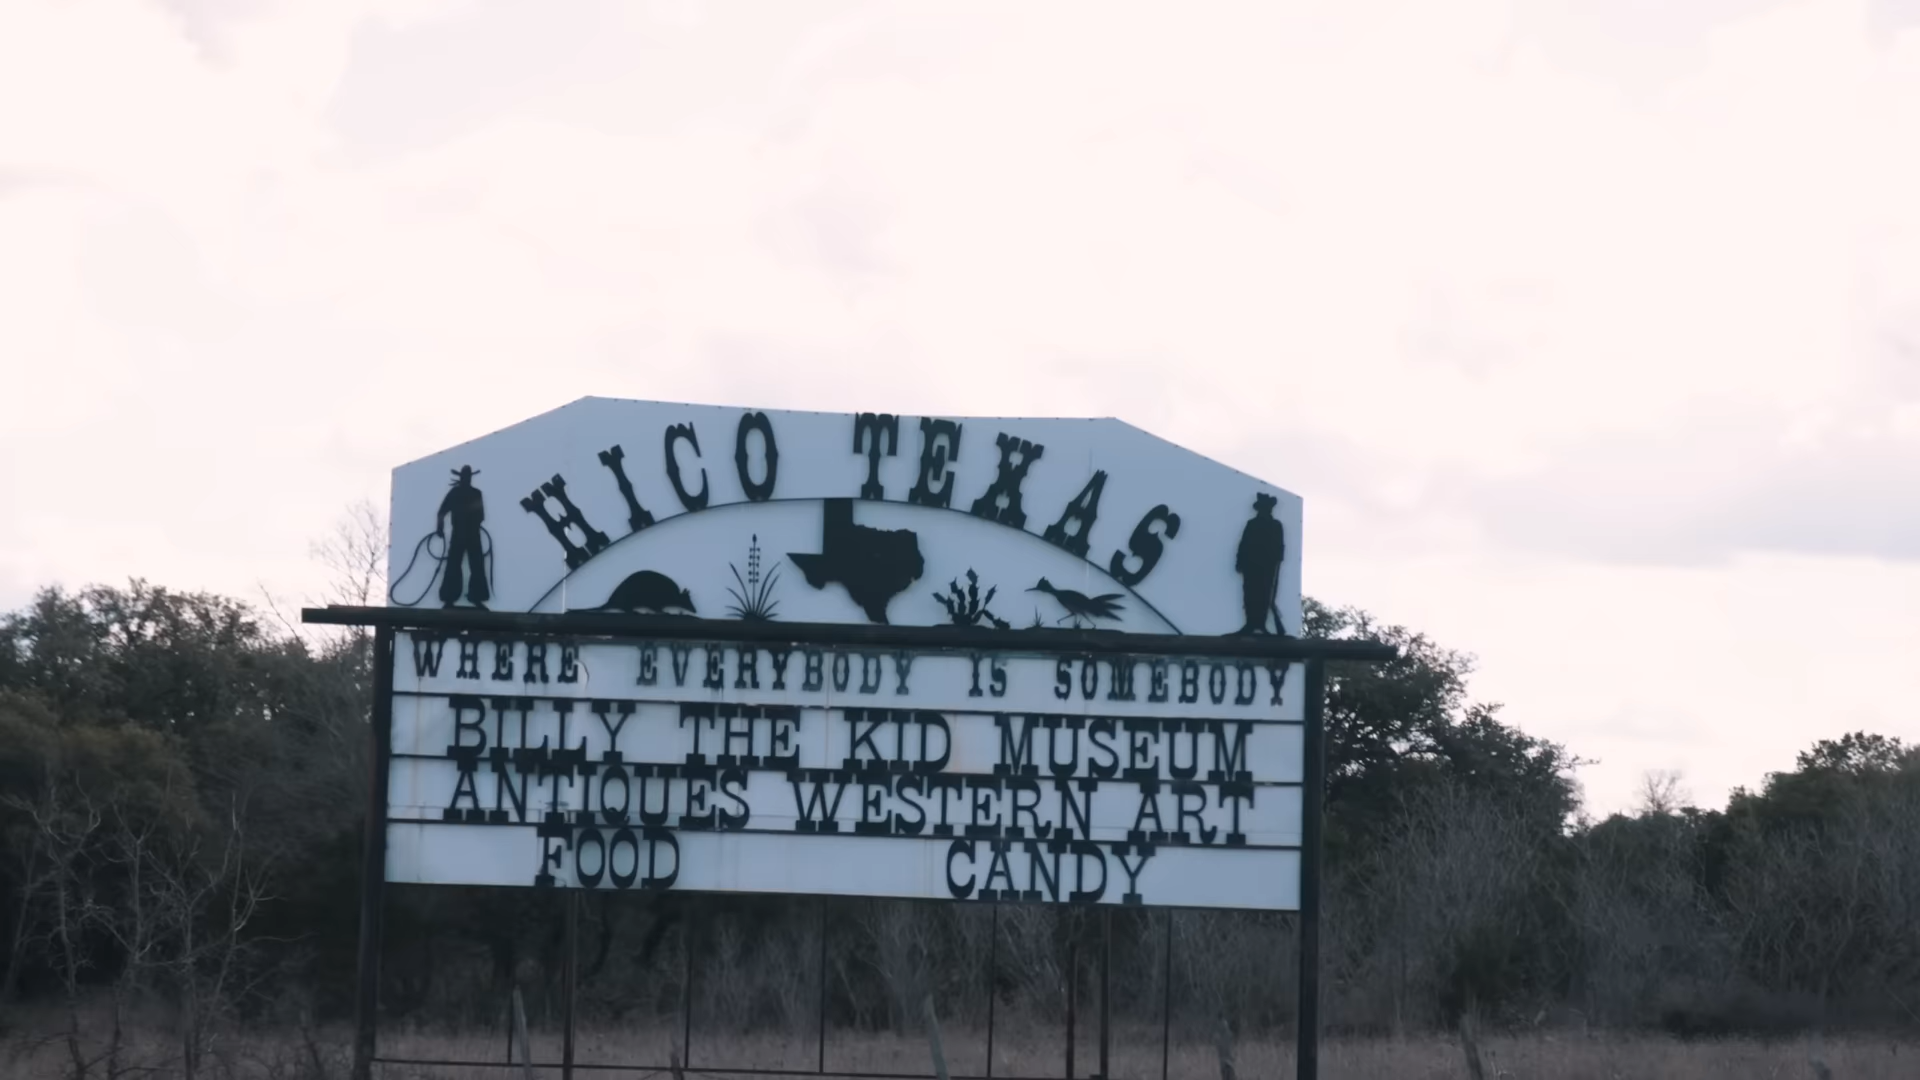 HICO TEXAS
WHERE EVERYBODY IS SOMEBODY
BILLY THE KID MUSEUM
ANTIQUES WESTERN ART
FOOD CANDY